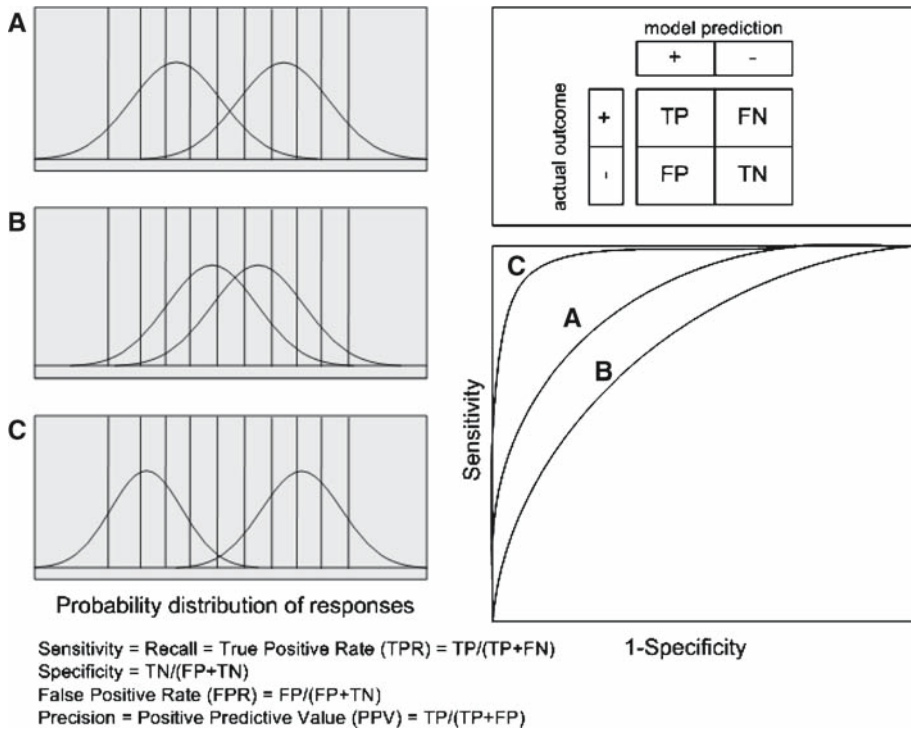 A
B
C
Probability distribution of responses
model prediction
+ -
actual outcome
+ TP FN
- FP TN
C
A
B
Sensitivity
1-Specificity
Sensitivity = Recall = True Positive Rate (TPR) = TP/(TP+FN)
Specificity = TN/(FP+TN)
False Positive Rate (FPR) = FP/(FP+TN)
Precision = Positive Predictive Value (PPV) = TP/(TP+FP)